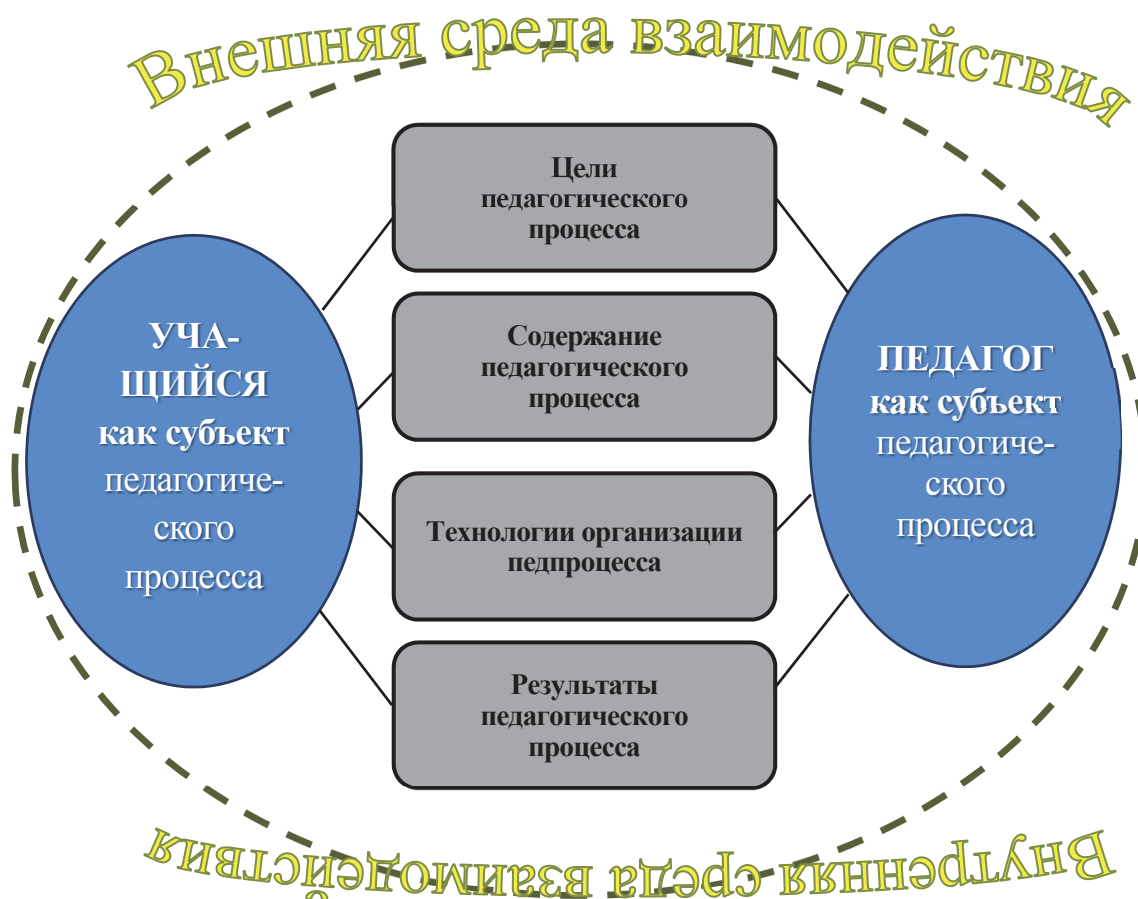 Внешняя среда взаимодействия
Цели
педагогического
процесса
Содержание
педагогического
процесса
Технологии организации
педпроцесса
Результаты
педагогического
процесса
УЧА-
ЩИЙСЯ
как субъект
педагогиче-
ского
процесса
ПЕДАГОГ
как субъект
педагогиче-
ского
процесса
Внутренняя среда взаимодействия